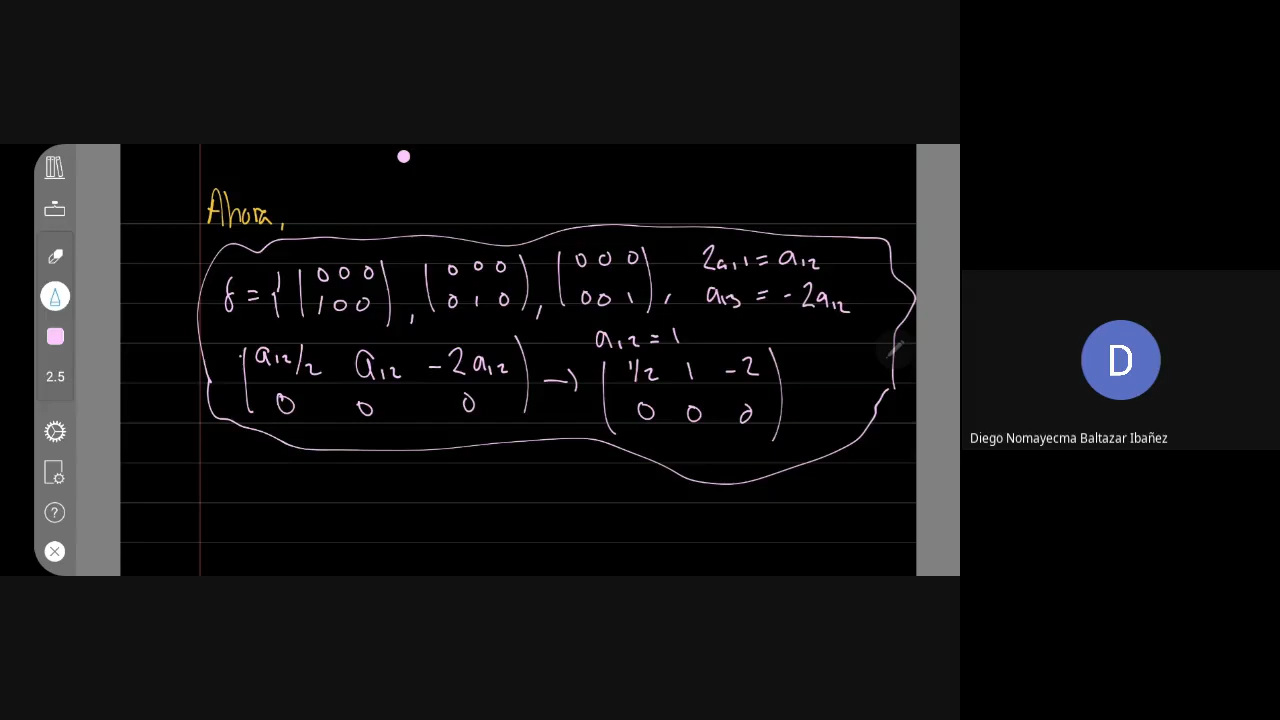 Ahora,
γ = { (0 0 0 / 1 0 0), (0 0 0 / 0 1 0), (0 0 0 / 0 0 1), 2a₁₁ = a₁₂
a₁₃ = -2a₁₂
a₁₂ = 1
(a₁₂/2 a₁₂ -2a₁₂ / 0 0 0) → (1/2 1 -2 / 0 0 0)
2.5
?
D
Diego Nomayecma Baltazar Ibañez